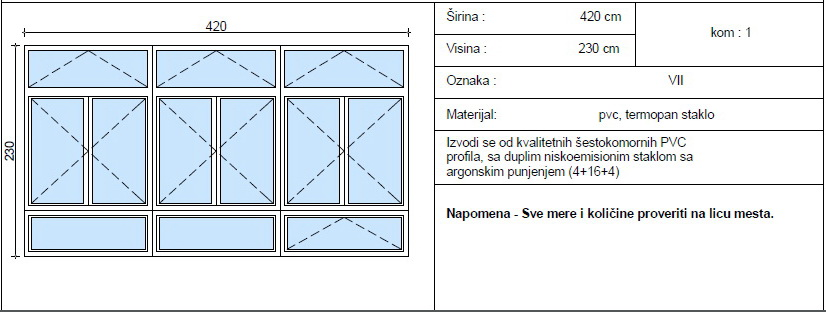 420
230
Širina : 420 cm
kom : 1
Visina : 230 cm
Oznaka : VII
Materijal: pvc, termopan staklo
Izvodi se od kvalitetnih šestokomornih PVC
profila, sa duplim niskoemisionim staklom sa
argonskim punjenjem (4+16+4)
Napomena - Sve mere i količine proveriti na licu mesta.